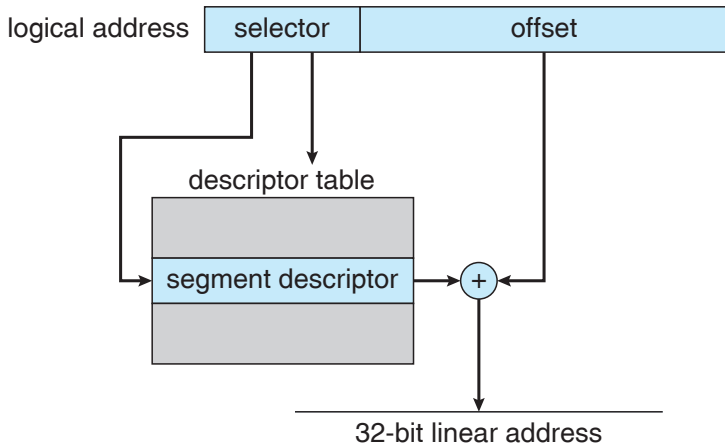 logical address selector offset
descriptor table
segment descriptor +
32-bit linear address